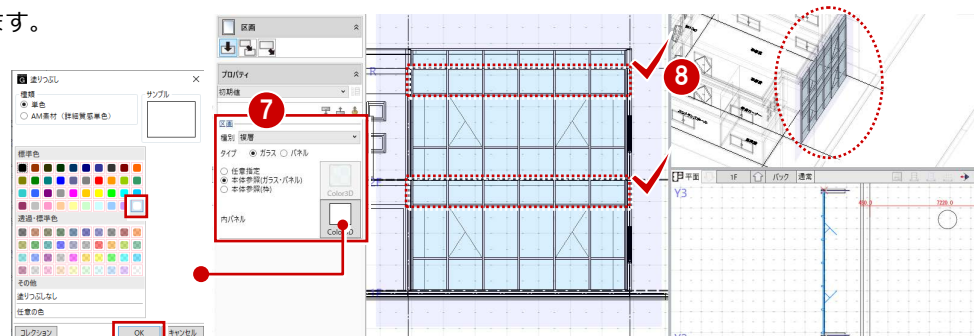 ます。
塗りつぶし
種類
単色
AM素材（詳細質感単色）
サンプル
標準色
透過・標準色
その他
塗りつぶしなし
任意の色
コレクション
OK
キャンセル
区画
プロパティ
初期値
7
区画
種別 複層
タイプ ガラス パネル
任意指定
本体参照(ガラス・パネル)
本体参照(枠)
Color3D
内パネル
R
8
平面
1F
バック
通常
Y3
7220.0